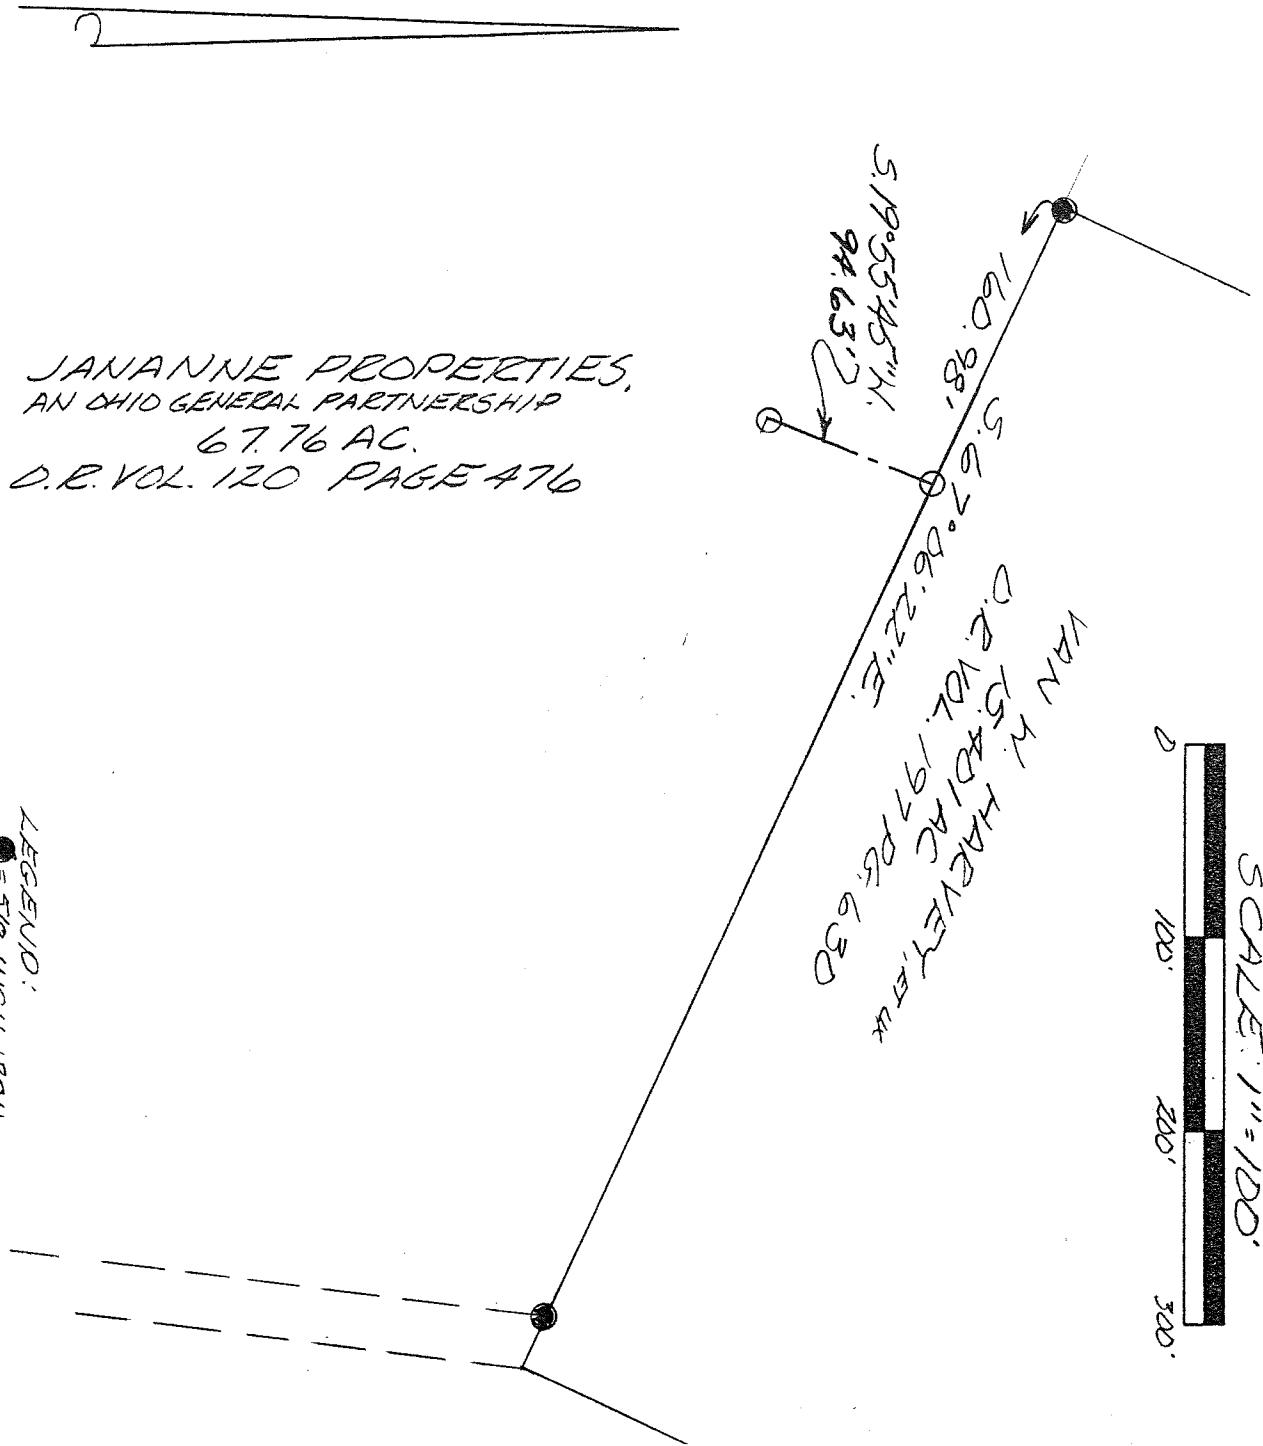 JANANNE PROPERTIES,
AN OHIO GENERAL PARTNERSHIP
67.76 AC.
D.R. VOL. 120 PAGE 476
S.19°55'45"W.
94.63'
160.98'
S.67°06'22"E.
VAN W. HARVEY, ET UX
15.401 AC
D.R. VOL. 197 PG. 630
SCALE: 1"=100'
0 100' 200' 300'
LEGEND: